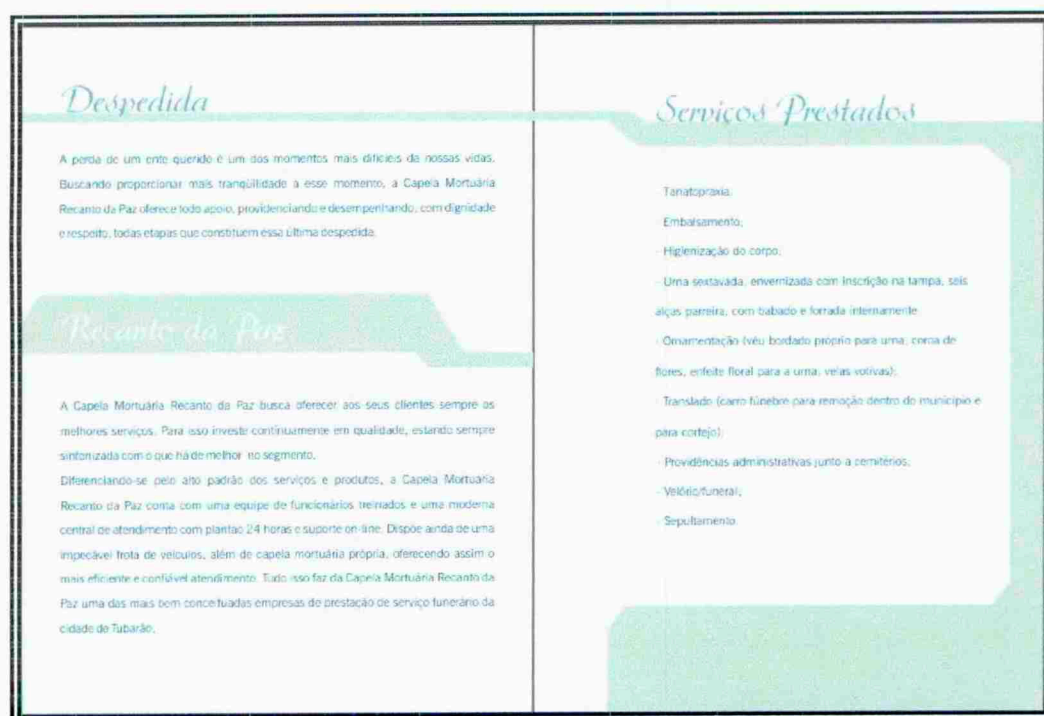 Despedida
A perda de um ente querido é um dos momentos mais difíceis da nossas vidas.
Buscando proporcionar mais tranqüilidade a esse momento, a Capela Mortuária
Recanto da Paz oferece todo apoio, providenciando e desempenhando, com dignidade
e respeito, todas etapas que constituem essa última despedida.
Recanto da Paz
A Capela Mortuária Recanto da Paz busca oferecer aos seus clientes sempre os
melhores serviços. Para isso investe continuamente em qualidade, estando sempre
sintonizada com o que há de melhor no segmento.
Diferenciando-se pelo alto padrão dos serviços e produtos, a Capela Mortuária
Recanto da Paz conta com uma equipe de funcionários treinados e uma moderna
central de atendimento com plantão 24 horas e suporte on-line. Dispõe ainda de uma
impecável frota de veículos, além de capela mortuária própria, oferecendo assim o
mais eficiente e confiável atendimento. Tudo isso faz da Capela Mortuária Recanto da
Paz uma das mais bem conceituadas empresas de prestação de serviço funerário da
cidade de Tubarão.
Serviços Prestados
Tanatopraxia.
Embalsamento;
- Higienização do corpo;
- Urna sextavada, envernizada com inscrição na tampa, seis
alças parreira, com babado e forrada internamente
- Ornamentação (véu bordado próprio para urna, coroa de
flores, enfeite floral para a urna, velas votivas);
- Translado (carro fúnebre para remoção dentro do município e
para cortejo);
- Providências administrativas junto a cemitérios;
- Velório/funeral;
- Sepultamento.